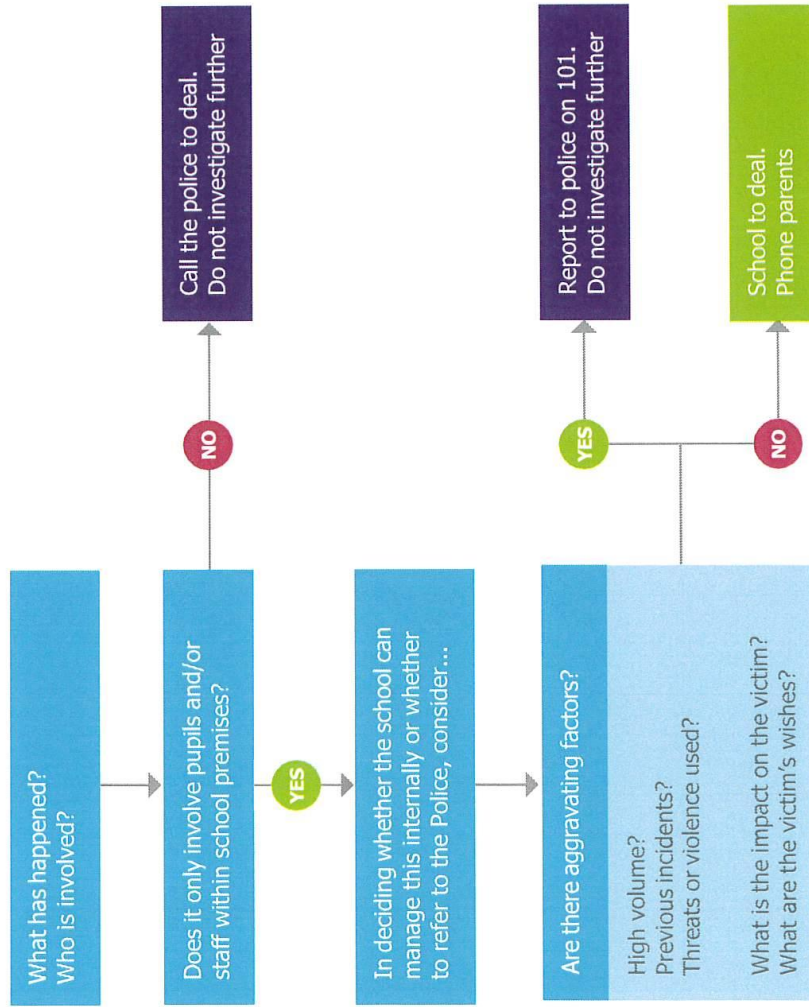 What has happened?
Who is involved?
Does it only involve pupils and/or
staff within school premises?
NO
Call the police to deal.
Do not investigate further
YES
In deciding whether the school can
manage this internally or whether
to refer to the Police, consider...
Are there aggravating factors?
High volume?
Previous incidents?
Threats or violence used?
What is the impact on the victim?
What are the victim's wishes?
YES
Report to police on 101.
Do not investigate further
NO
School to deal.
Phone parents